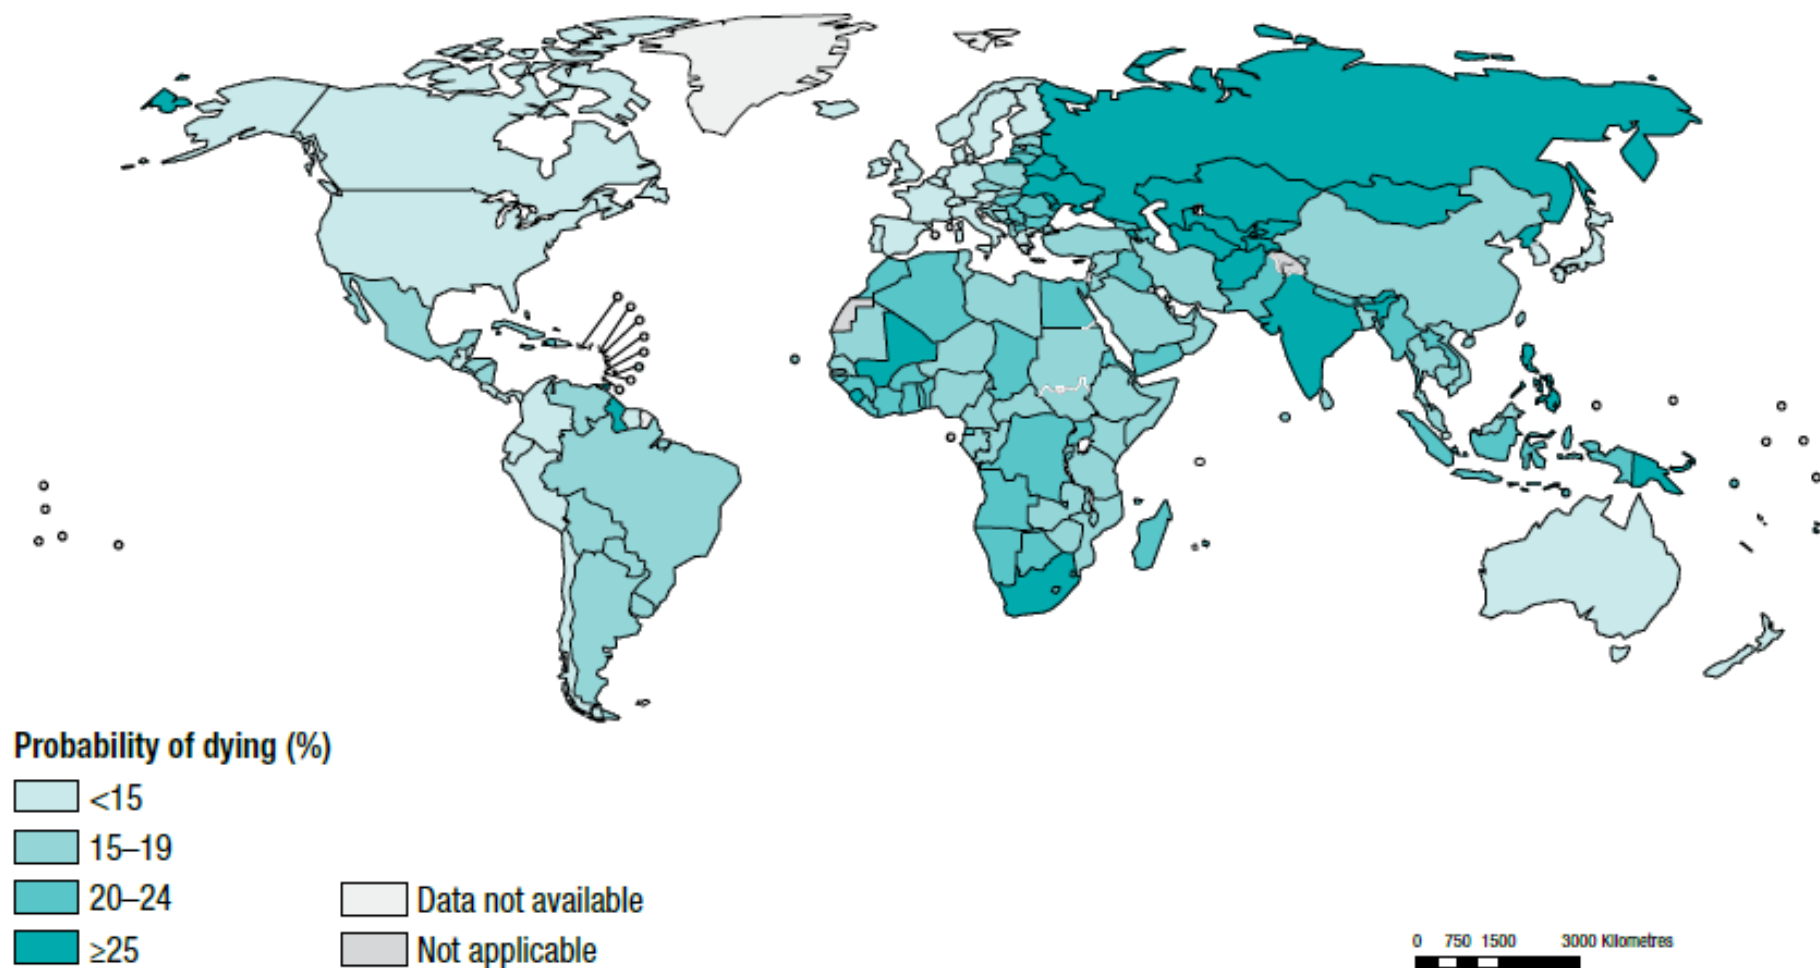 Probability of dying (%)
<15
15–19
20–24
≥25
Data not available
Not applicable
0 750 1500 3000 Kilometres